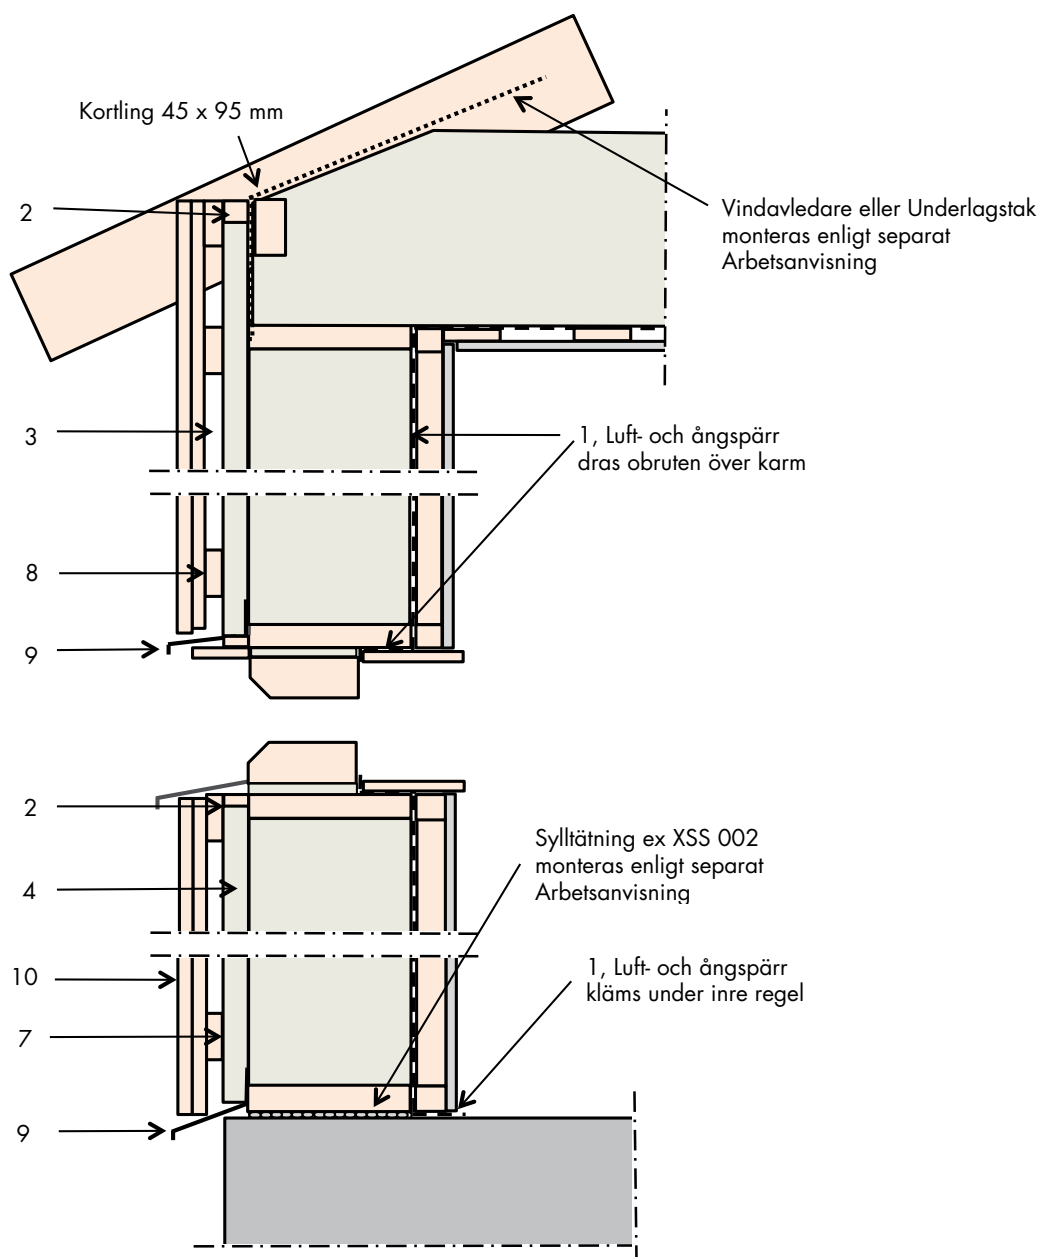 Kortling 45 x 95 mm
2
Vindavledare eller Underlagstak
monteras enligt separat
Arbetsanvisning
3
1, Luft- och ångspärr
dras obruten över karm
8
9
2
Sylltätning ex XSS 002
monteras enligt separat
Arbetsanvisning
4
10
1, Luft- och ångspärr
kläms under inre regel
7
9